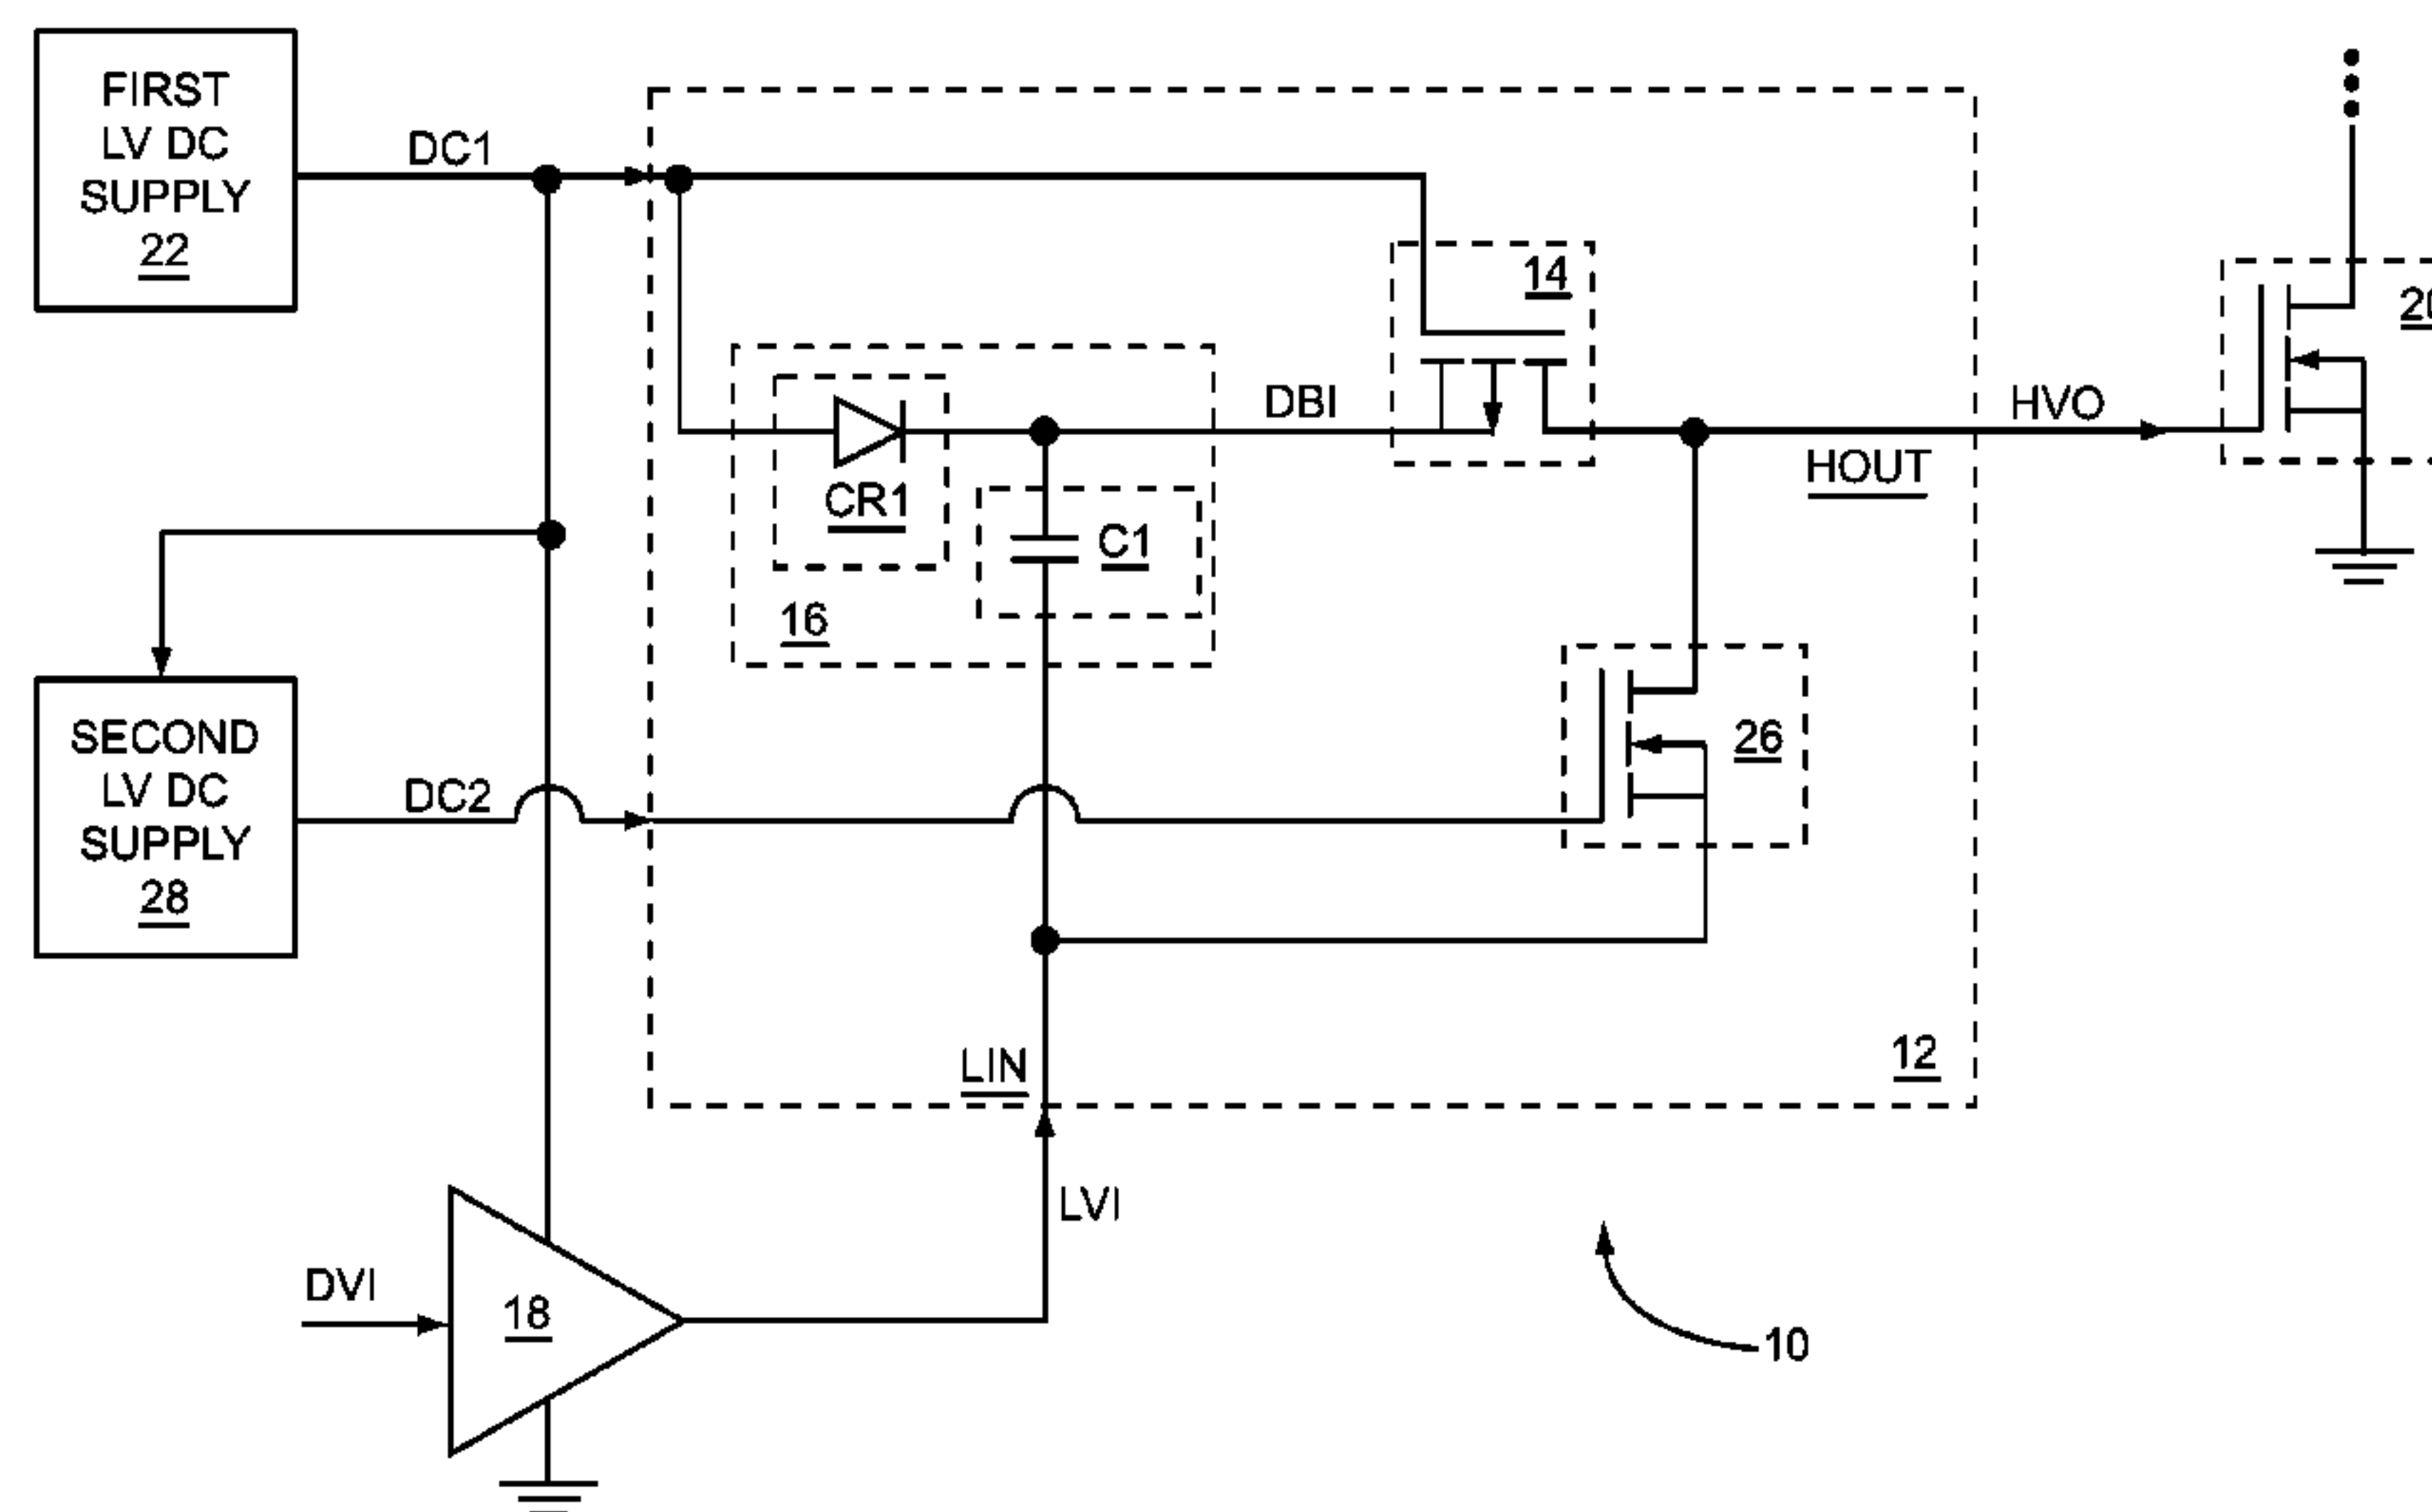 FIRST
LV DC
SUPPLY
22
DC1
14
DBI
HVO
HOUT
CR1
C1
16
SECOND
LV DC
SUPPLY
28
DC2
26
12
LIN
LVI
DVI
18
10